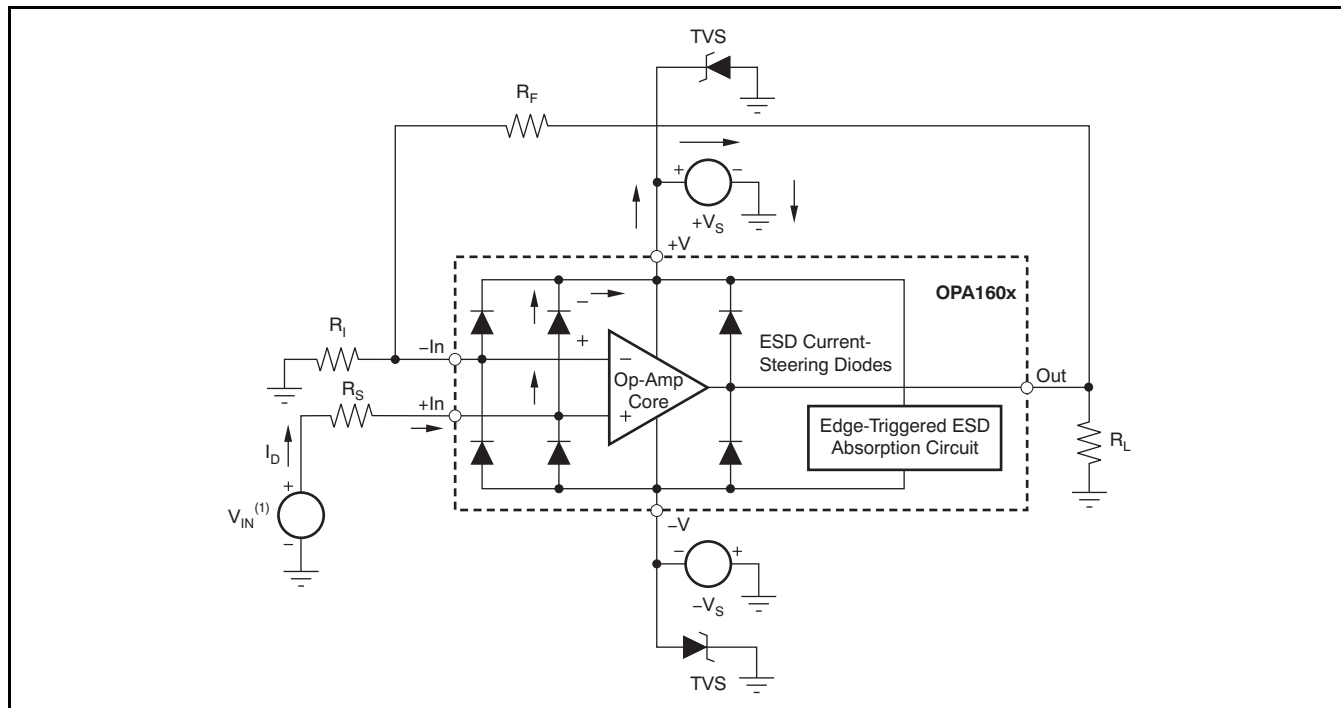 TVS
R_F
+ −
+V_S
+V
OPA160x
−
+
R_I
−In
−
ESD Current-
Steering Diodes
Op-Amp
Core
Out
R_S
+In
+
Edge-Triggered ESD
Absorption Circuit
R_L
I_D
+
V_IN^(1)
−
−V
− +
−V_S
TVS